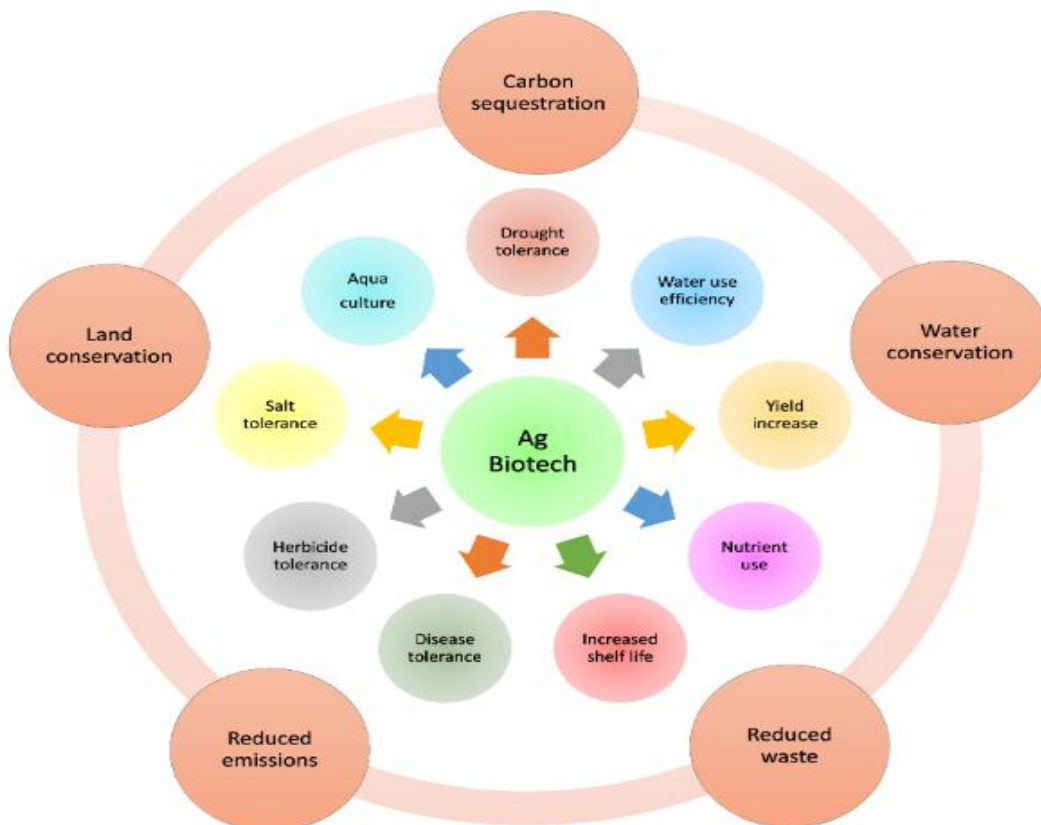 Carbon
sequestration
Drought
tolerance
Aqua
culture
Water use
efficiency
Land
conservation
Water
conservation
Salt
tolerance
Yield
increase
Ag
Biotech
Herbicide
tolerance
Nutrient
use
Disease
tolerance
Increased
shelf life
Reduced
emissions
Reduced
waste